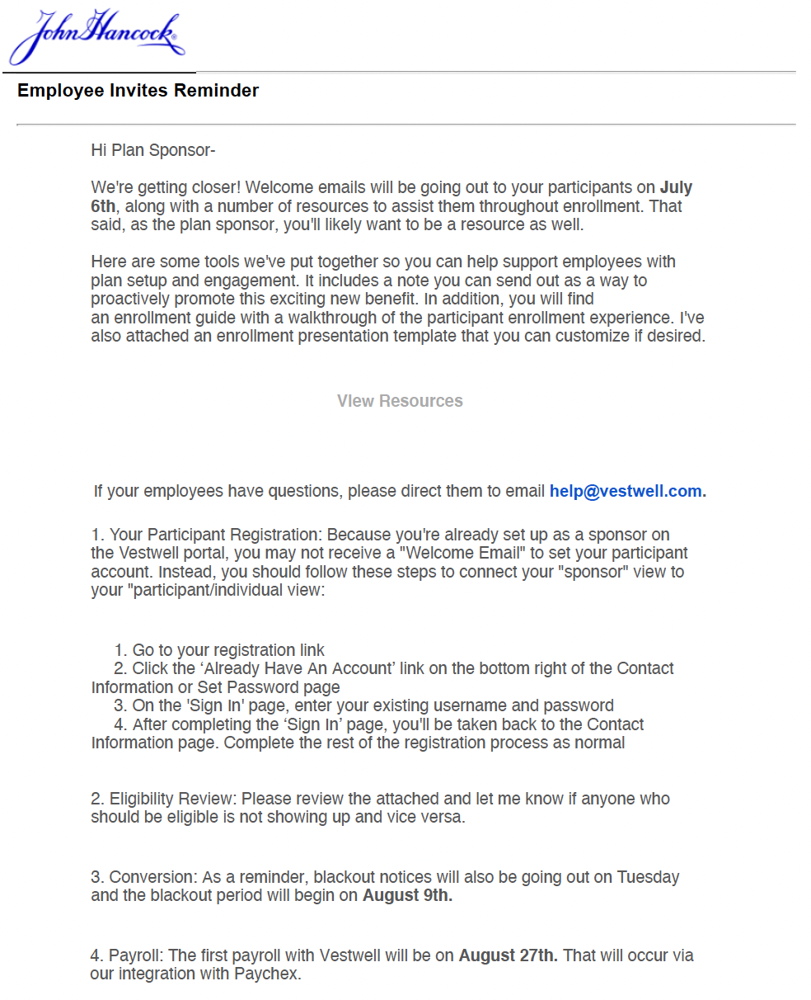 John Hancock®
Employee Invites Reminder
Hi Plan Sponsor-
We're getting closer! Welcome emails will be going out to your participants on July
6th, along with a number of resources to assist them throughout enrollment. That
said, as the plan sponsor, you'll likely want to be a resource as well.
Here are some tools we've put together so you can help support employees with
plan setup and engagement. It includes a note you can send out as a way to
proactively promote this exciting new benefit. In addition, you will find
an enrollment guide with a walkthrough of the participant enrollment experience. I've
also attached an enrollment presentation template that you can customize if desired.
VIew Resources
If your employees have questions, please direct them to email help@vestwell.com.
1. Your Participant Registration: Because you're already set up as a sponsor on
the Vestwell portal, you may not receive a "Welcome Email" to set your participant
account. Instead, you should follow these steps to connect your "sponsor" view to
your "participant/individual view:
1. Go to your registration link
2. Click the ‘Already Have An Account’ link on the bottom right of the Contact
Information or Set Password page
3. On the 'Sign In' page, enter your existing username and password
4. After completing the ‘Sign In’ page, you'll be taken back to the Contact
Information page. Complete the rest of the registration process as normal
2. Eligibility Review: Please review the attached and let me know if anyone who
should be eligible is not showing up and vice versa.
3. Conversion: As a reminder, blackout notices will also be going out on Tuesday
and the blackout period will begin on August 9th.
4. Payroll: The first payroll with Vestwell will be on August 27th. That will occur via
our integration with Paychex.